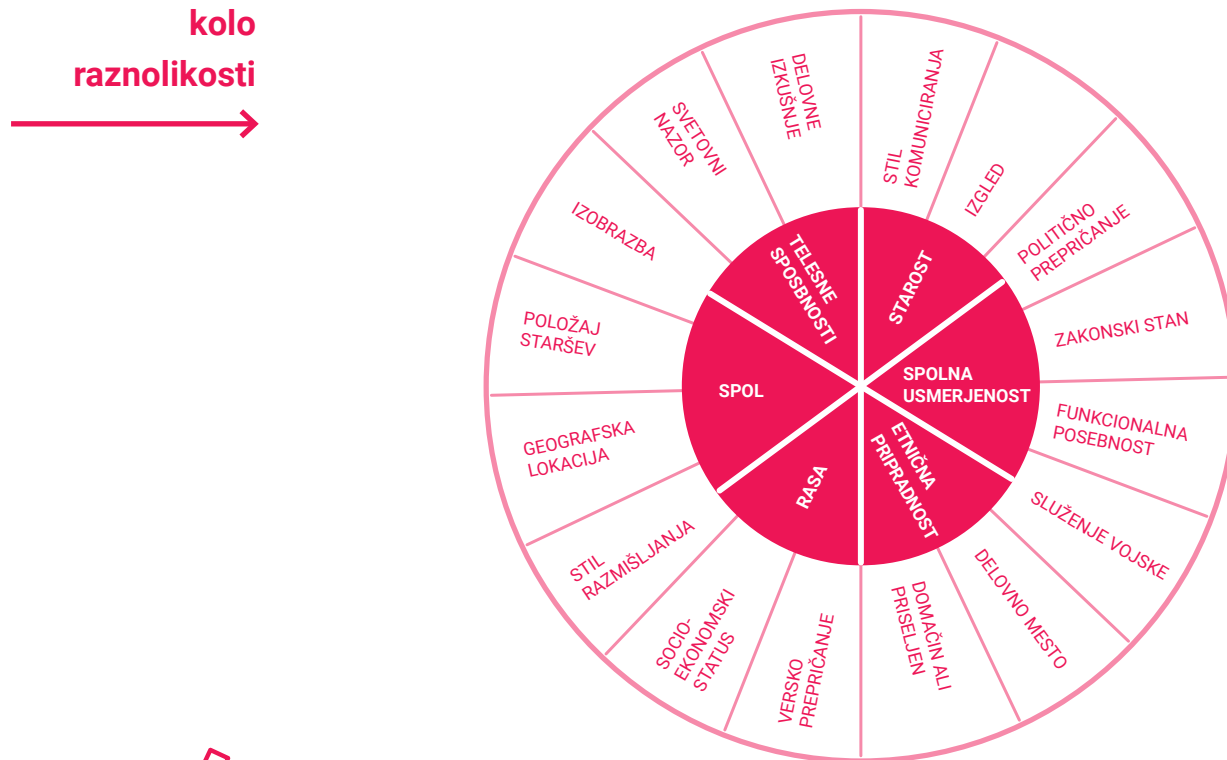 kolo
raznolikosti
DELOVNE
IZKUŠNJE
STIL
KOMUNICIRANJA
IZGLED
POLITIČNO
PREPRIČANJE
ZAKONSKI STAN
FUNKCIONALNA
POSEBNOST
SLUŽENJE VOJSKE
DELOVNO MESTO
DOMAČIN ALI
PRISELJEN
VERSKO
PREPRIČANJE
SOCIO-
EKONOMSKI
STATUS
STIL
RAZMIŠLJANJA
GEOGRAFSKA
LOKACIJA
POLOŽAJ
STARŠEV
IZOBRAZBA
SVETOVNI
NAZOR
TELESNE
SPOSBNOSTI
STAROST
SPOLNA
USMERJENOST
ETNIČNA
PRIPRADNOST
RASA
SPOL